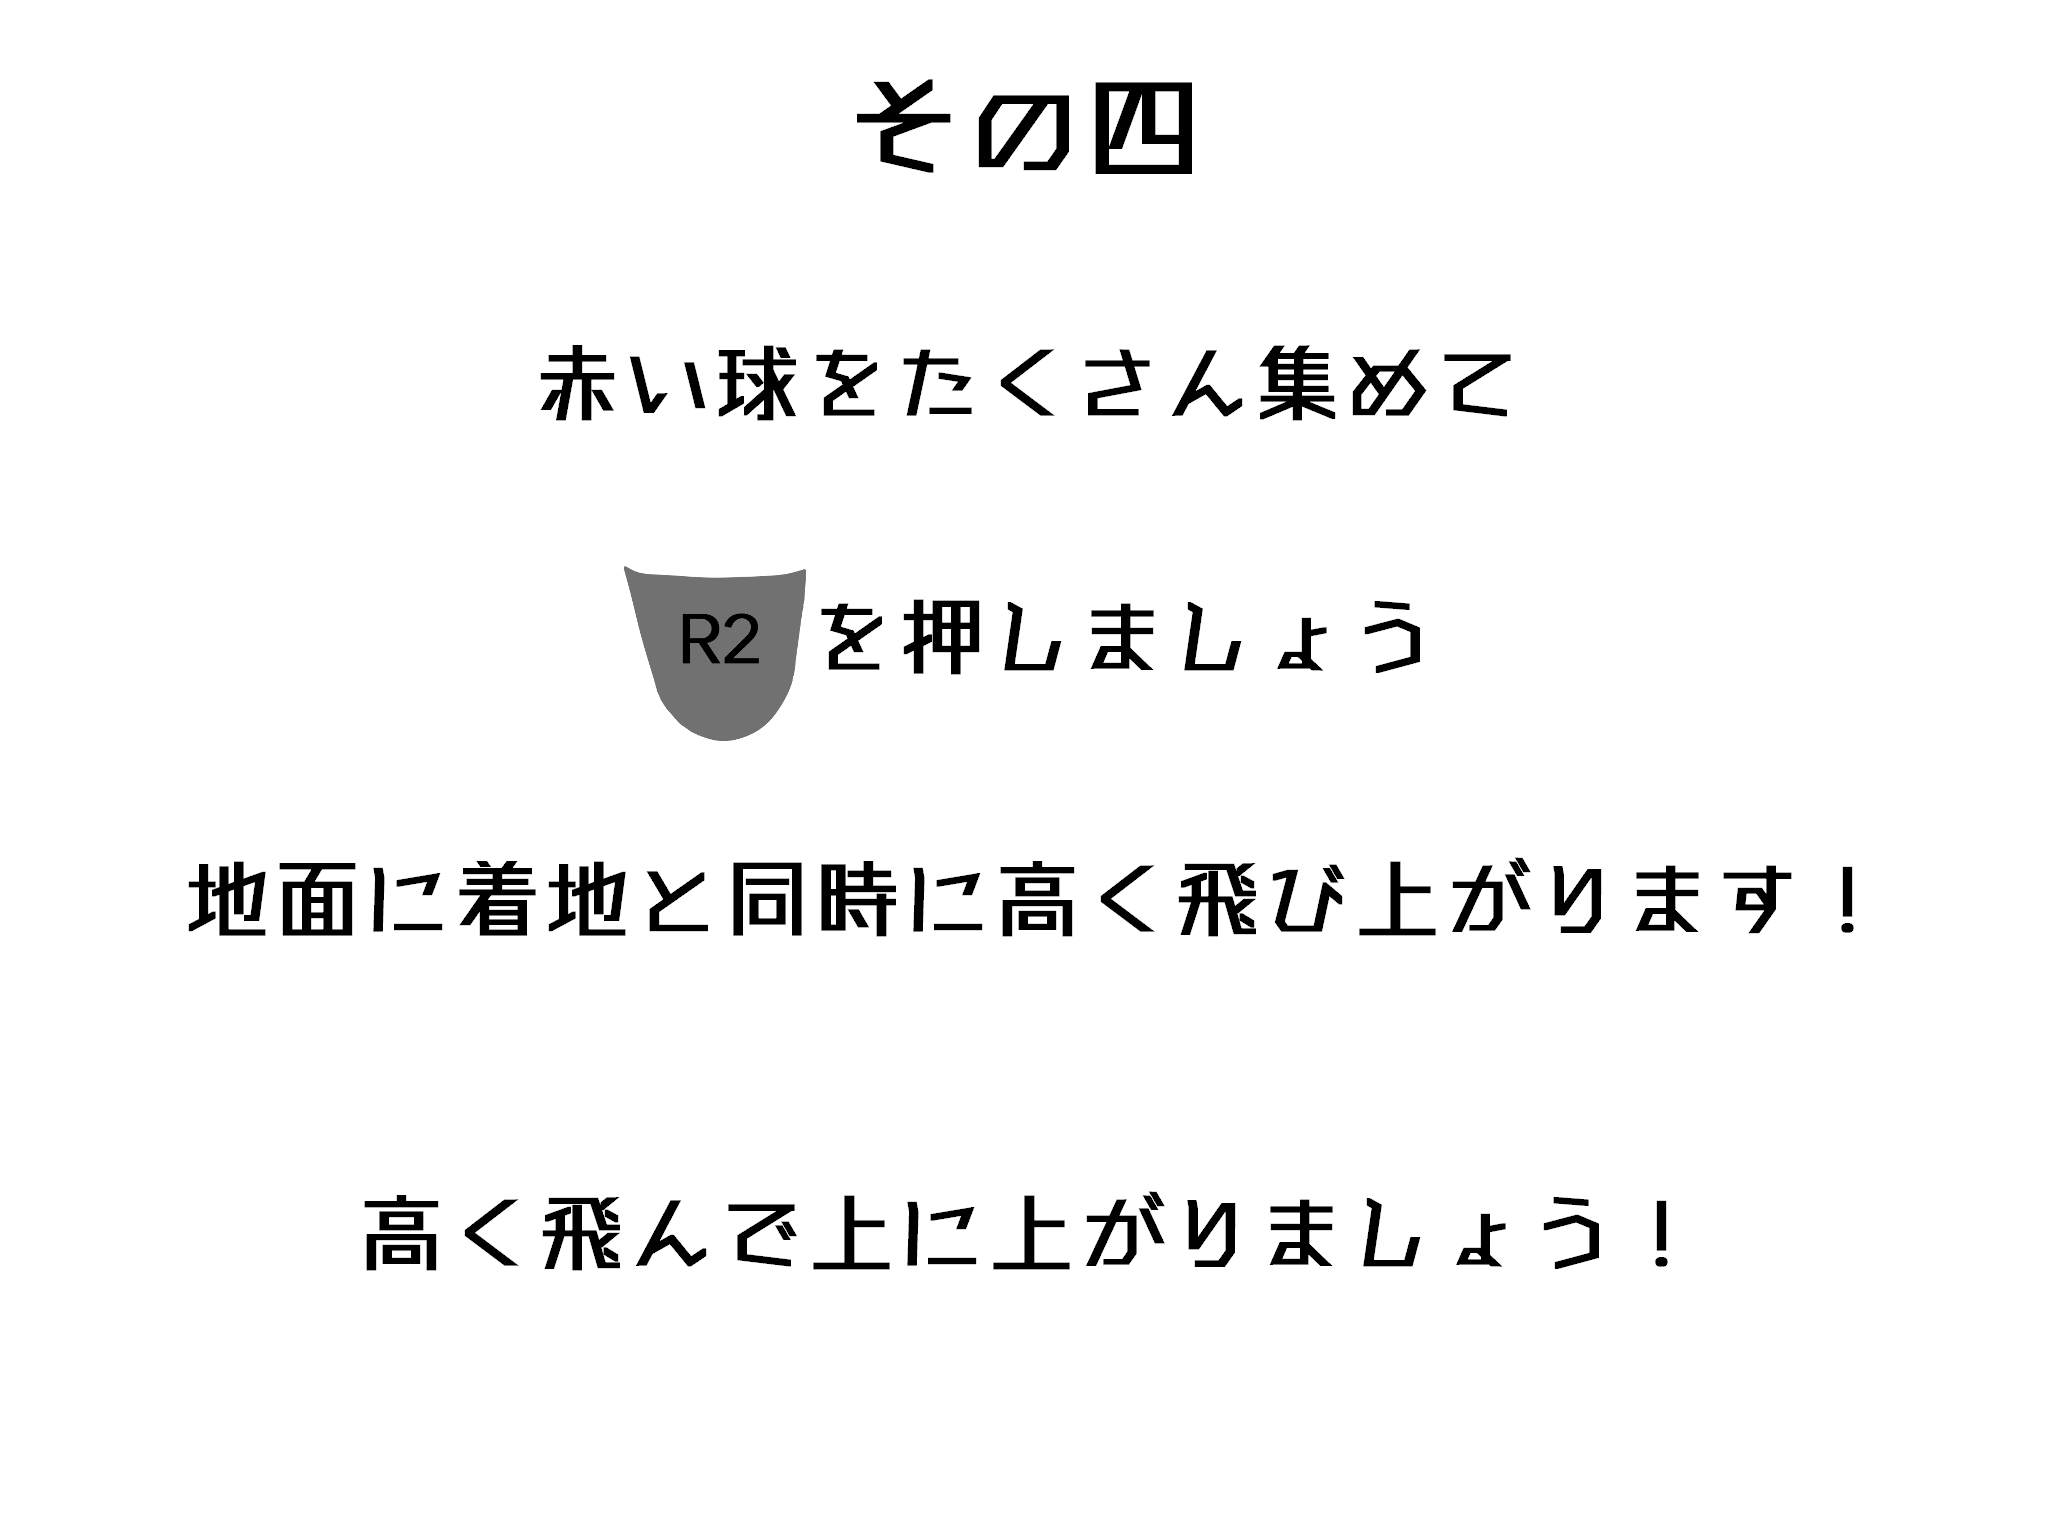 その四
赤い球をたくさん集めて
R2を押しましょう
地面に着地と同時に高く飛び上がります！
高く飛んで上に上がりましょう！